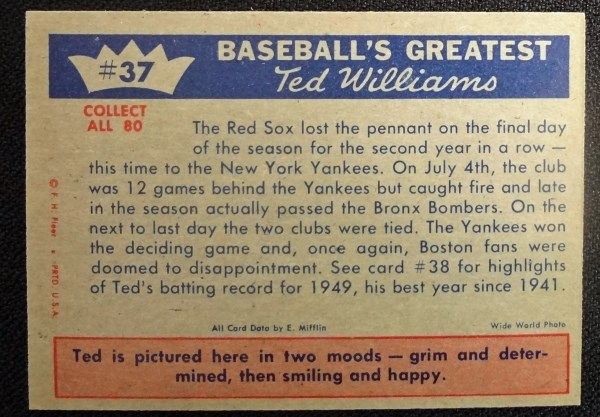 #37
BASEBALL'S GREATEST
Ted Williams
COLLECT
ALL 80
The Red Sox lost the pennant on the final day
of the season for the second year in a row —
this time to the New York Yankees. On July 4th, the club
was 12 games behind the Yankees but caught fire and late
in the season actually passed the Bronx Bombers. On the
next to last day the two clubs were tied. The Yankees won
the deciding game and, once again, Boston fans were
doomed to disappointment. See card #38 for highlights
of Ted's batting record for 1949, his best year since 1941.
© F. H. Fleer • PRTD. U.S.A.
All Card Data by E. Mifflin
Wide World Photo
Ted is pictured here in two moods — grim and deter-
mined, then smiling and happy.